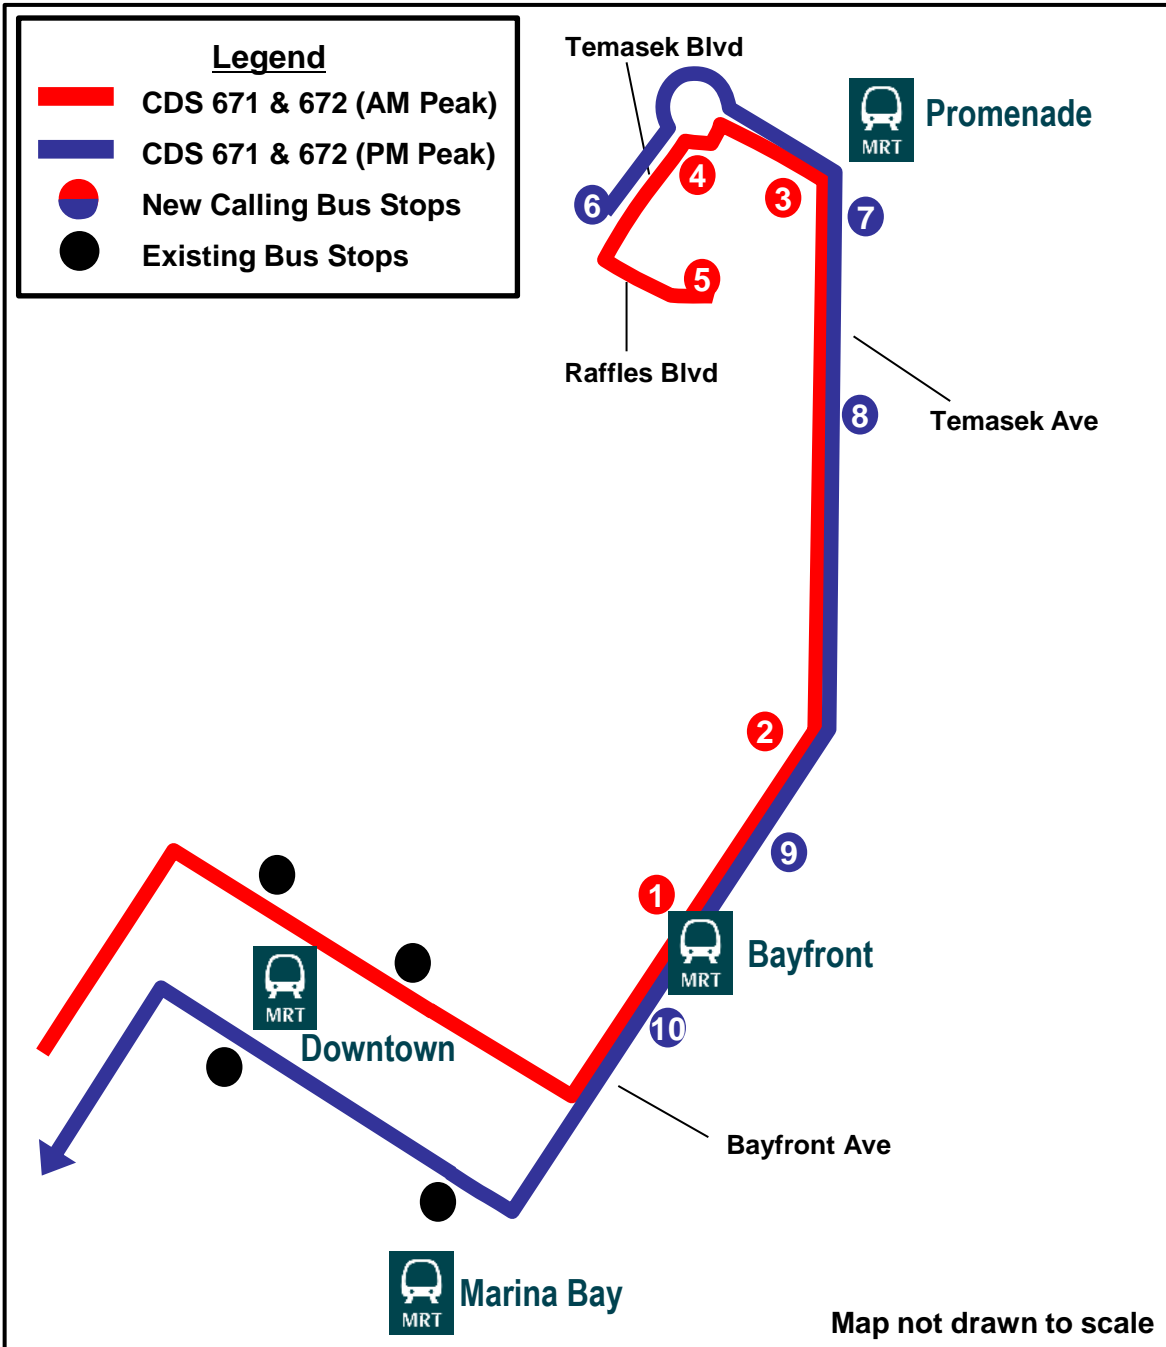 Legend
CDS 671 & 672 (AM Peak)
CDS 671 & 672 (PM Peak)
New Calling Bus Stops
Existing Bus Stops
Temasek Blvd
MRT
Promenade
4
3
6
7
5
Raffles Blvd
8
Temasek Ave
2
9
1
MRT
Bayfront
MRT
Downtown
10
Bayfront Ave
MRT
Marina Bay
Map not drawn to scale